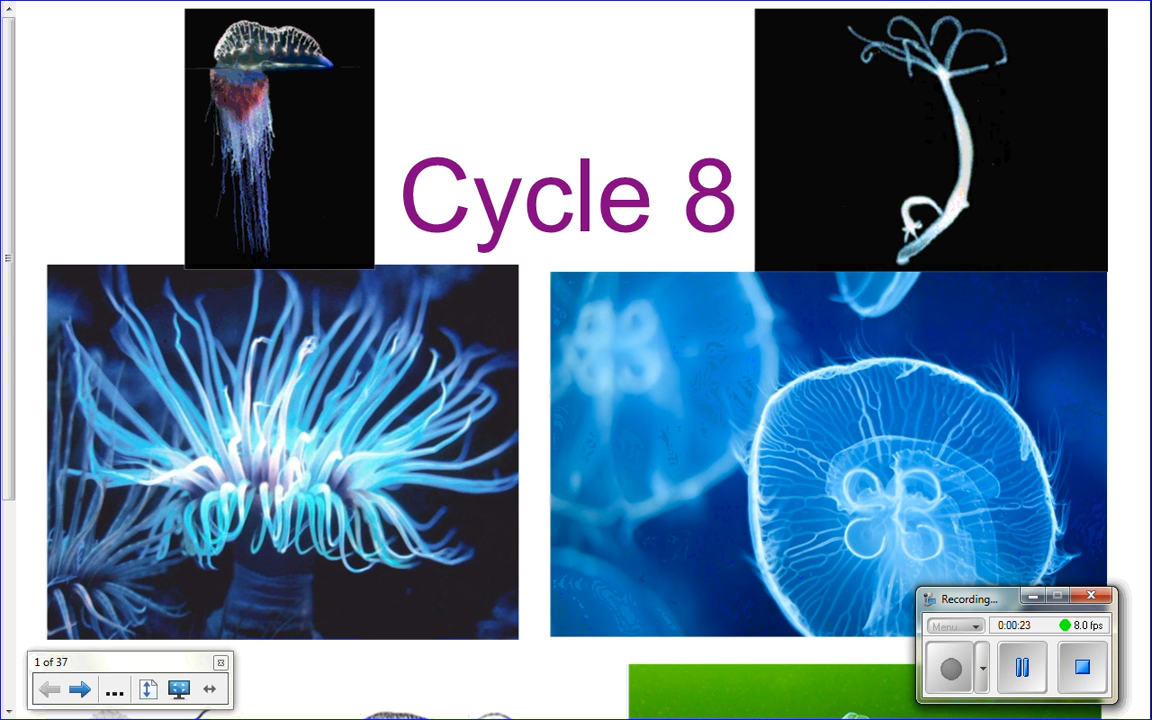 Cycle 8
Recording...
Menu
0:00:23
8.0 fps
1 of 37
...